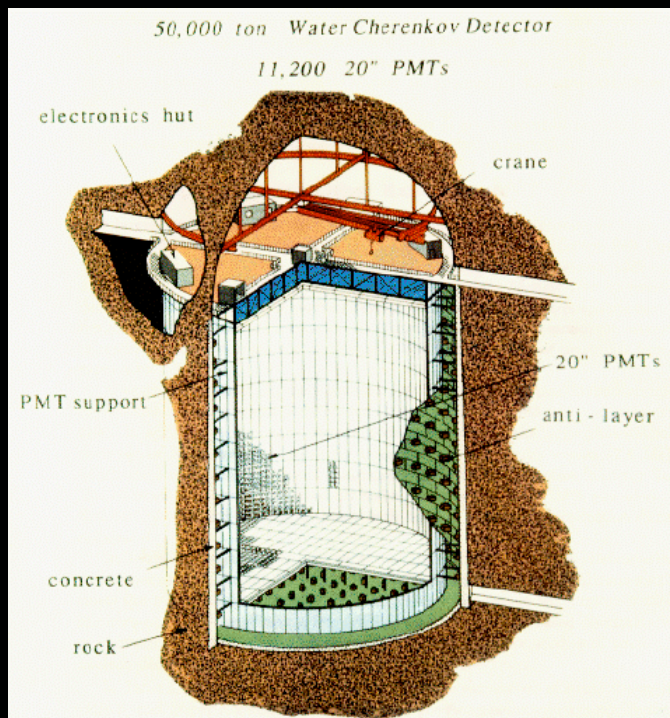 50,000 ton Water Cherenkov Detector
11,200 20" PMTs
electronics hut
crane
20" PMTs
PMT support
anti - layer
concrete
rock